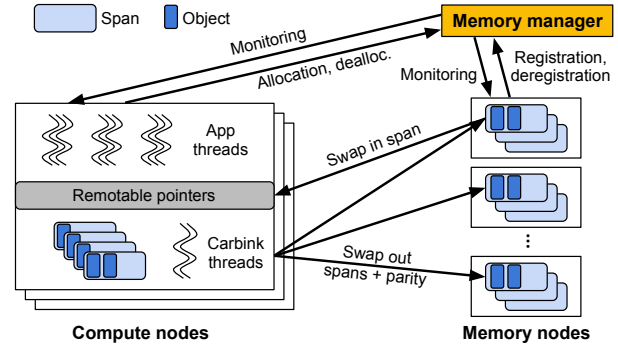 Span
Object
Memory manager
Monitoring
Allocation, dealloc.
Monitoring
Registration,
deregistration
App
threads
Swap in span
Remotable pointers
Carbink
threads
Swap out
spans + parity
...
Compute nodes
Memory nodes